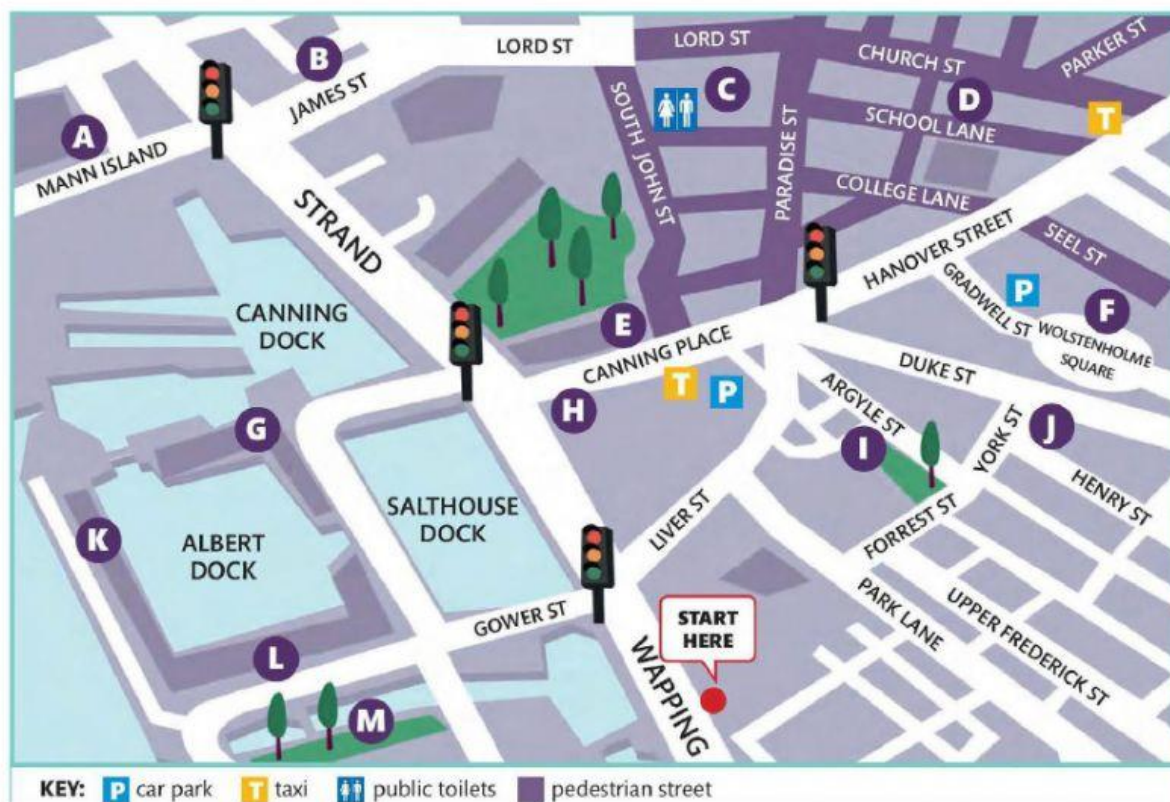 LORD ST
LORD ST
CHURCH ST
PARKER ST
B
JAMES ST
C
D
SCHOOL LANE
T
A
MANN ISLAND
SOUTH JOHN ST
PARADISE ST
COLLEGE LANE
STRAND
HANOVER STREET
SEEL ST
GRADWELL ST
P
F
WOLSTENHOLME
SQUARE
CANNING
DOCK
E
CANNING PLACE
T
P
H
DUKE ST
ARGYLE ST
G
I
YORK ST
J
HENRY ST
SALTHOUSE
DOCK
K
ALBERT
DOCK
LIVER ST
FORREST ST
GOWER ST
START
HERE
PARK LANE
UPPER FREDERICK ST
L
WAPPING
M
KEY: P car park T taxi public toilets pedestrian street